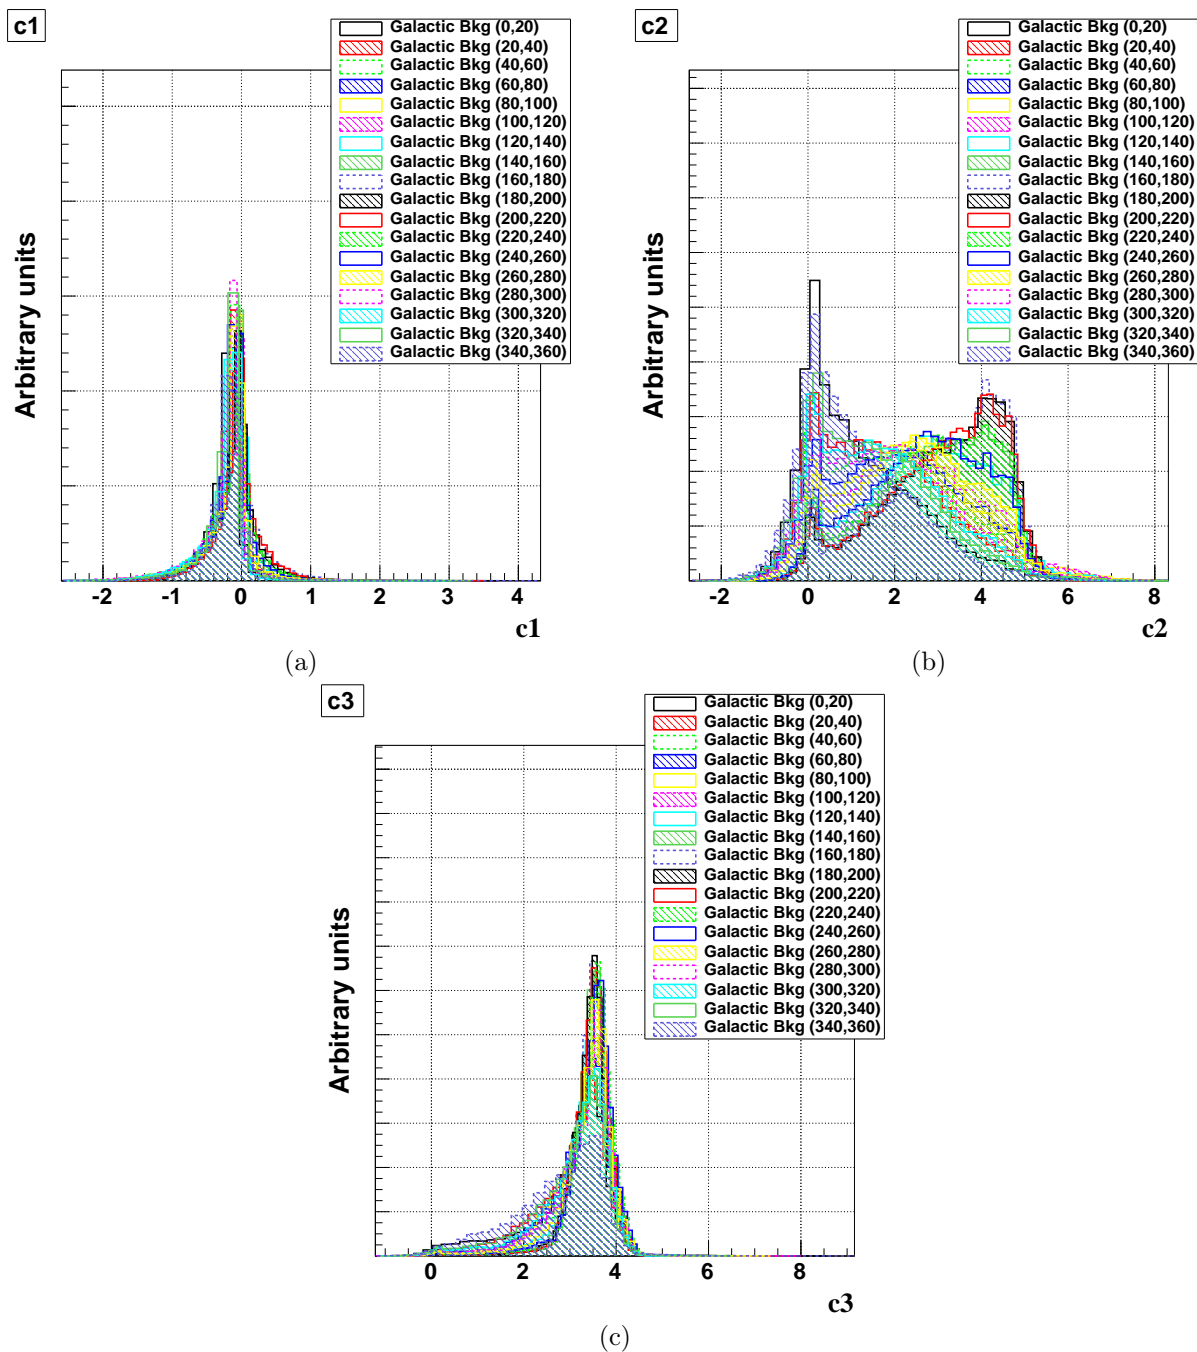 c1
Galactic Bkg (0,20)
Galactic Bkg (20,40)
Galactic Bkg (40,60)
Galactic Bkg (60,80)
Galactic Bkg (80,100)
Galactic Bkg (100,120)
Galactic Bkg (120,140)
Galactic Bkg (140,160)
Galactic Bkg (160,180)
Galactic Bkg (180,200)
Galactic Bkg (200,220)
Galactic Bkg (220,240)
Galactic Bkg (240,260)
Galactic Bkg (260,280)
Galactic Bkg (280,300)
Galactic Bkg (300,320)
Galactic Bkg (320,340)
Galactic Bkg (340,360)
Arbitrary units
-2 -1 0 1 2 3 4
c1
(a)
c2
Galactic Bkg (0,20)
Galactic Bkg (20,40)
Galactic Bkg (40,60)
Galactic Bkg (60,80)
Galactic Bkg (80,100)
Galactic Bkg (100,120)
Galactic Bkg (120,140)
Galactic Bkg (140,160)
Galactic Bkg (160,180)
Galactic Bkg (180,200)
Galactic Bkg (200,220)
Galactic Bkg (220,240)
Galactic Bkg (240,260)
Galactic Bkg (260,280)
Galactic Bkg (280,300)
Galactic Bkg (300,320)
Galactic Bkg (320,340)
Galactic Bkg (340,360)
Arbitrary units
-2 0 2 4 6 8
c2
(b)
c3
Galactic Bkg (0,20)
Galactic Bkg (20,40)
Galactic Bkg (40,60)
Galactic Bkg (60,80)
Galactic Bkg (80,100)
Galactic Bkg (100,120)
Galactic Bkg (120,140)
Galactic Bkg (140,160)
Galactic Bkg (160,180)
Galactic Bkg (180,200)
Galactic Bkg (200,220)
Galactic Bkg (220,240)
Galactic Bkg (240,260)
Galactic Bkg (260,280)
Galactic Bkg (280,300)
Galactic Bkg (300,320)
Galactic Bkg (320,340)
Galactic Bkg (340,360)
Arbitrary units
0 2 4 6 8
c3
(c)